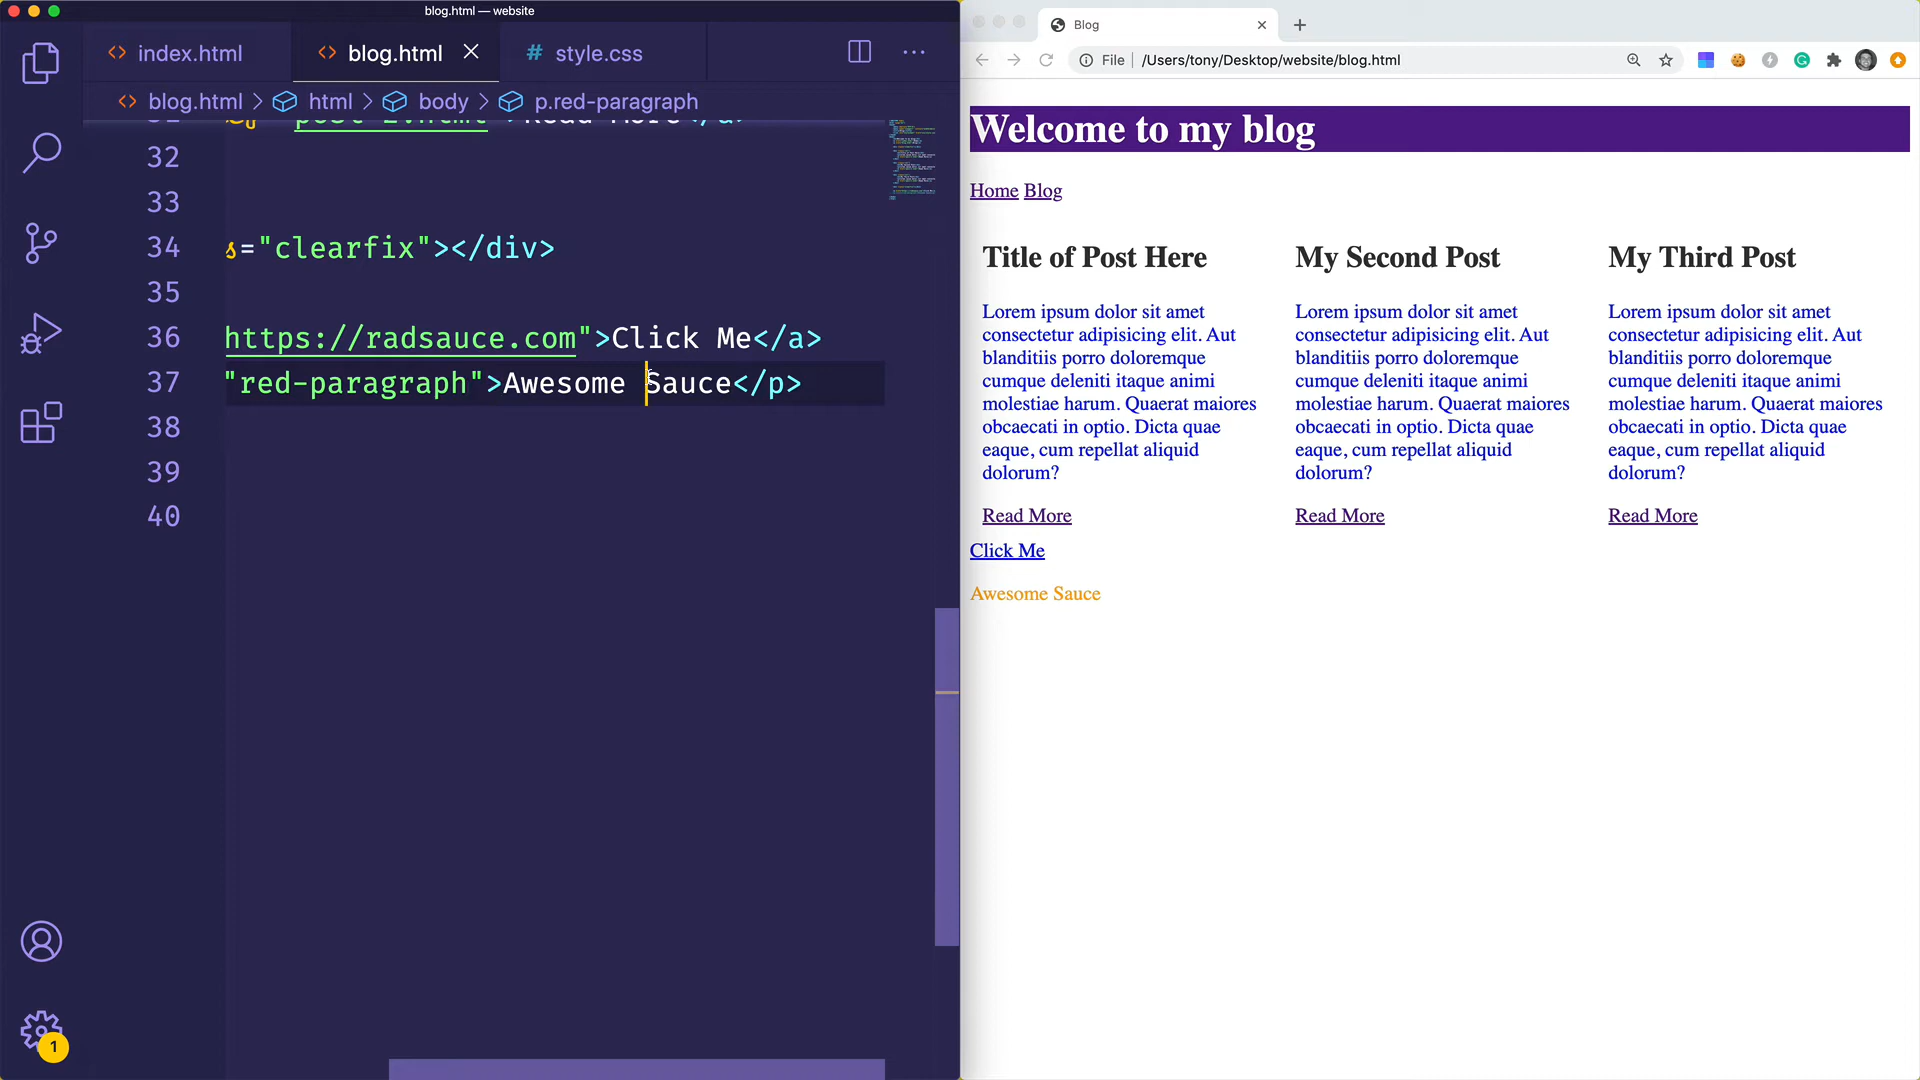 blog.html — website
index.html
blog.html
style.css
blog.html > html > body > p.red-paragraph
32
33
34 s="clearfix"></div>
35
36 https://radsauce.com">Click Me</a>
37 "red-paragraph">Awesome Sauce</p>
38
39
40
1
Blog
File /Users/tony/Desktop/website/blog.html
Welcome to my blog
Home Blog
Title of Post Here
Lorem ipsum dolor sit amet
consectetur adipisicing elit. Aut
blanditiis porro doloremque
cumque deleniti itaque animi
molestiae harum. Quaerat maiores
obcaecati in optio. Dicta quae
eaque, cum repellat aliquid
dolorum?
Read More
My Second Post
Lorem ipsum dolor sit amet
consectetur adipisicing elit. Aut
blanditiis porro doloremque
cumque deleniti itaque animi
molestiae harum. Quaerat maiores
obcaecati in optio. Dicta quae
eaque, cum repellat aliquid
dolorum?
Read More
My Third Post
Lorem ipsum dolor sit amet
consectetur adipisicing elit. Aut
blanditiis porro doloremque
cumque deleniti itaque animi
molestiae harum. Quaerat maiores
obcaecati in optio. Dicta quae
eaque, cum repellat aliquid
dolorum?
Read More
Click Me
Awesome Sauce